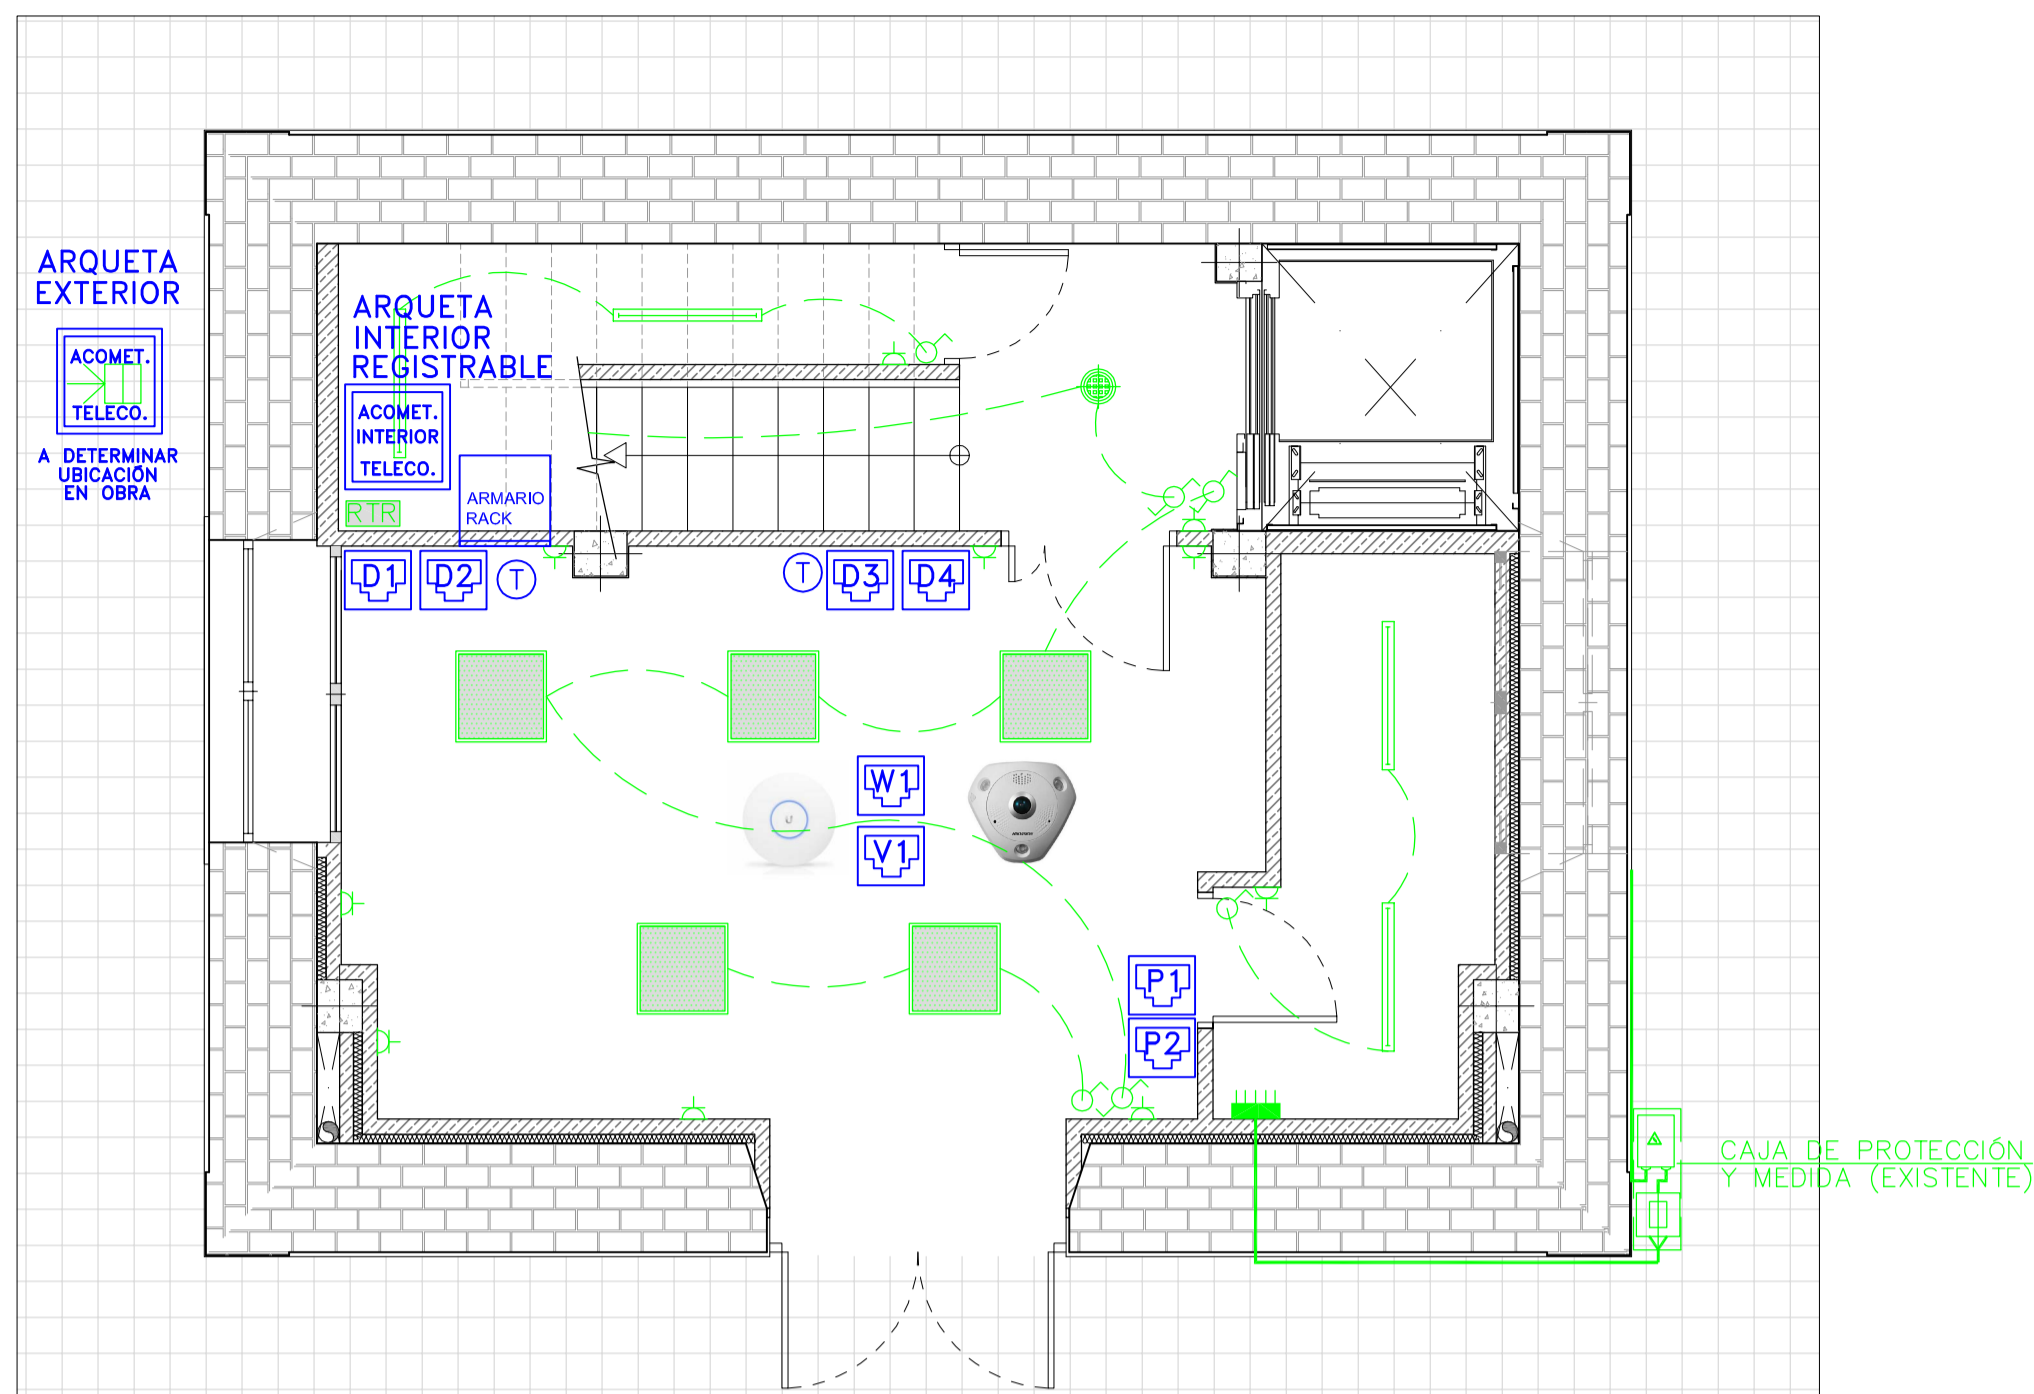 ARQUETA
EXTERIOR
ACOMET.
TELECO.
A DETERMINAR
UBICACIÓN
EN OBRA
ARQUETA
INTERIOR
REGISTRABLE
ACOMET.
INTERIOR
TELECO.
RTR
ARMARIO
RACK
D1
D2
T
T
D3
D4
W1
V1
P1
P2
CAJA DE PROTECCIÓN
Y MEDIDA (EXISTENTE)